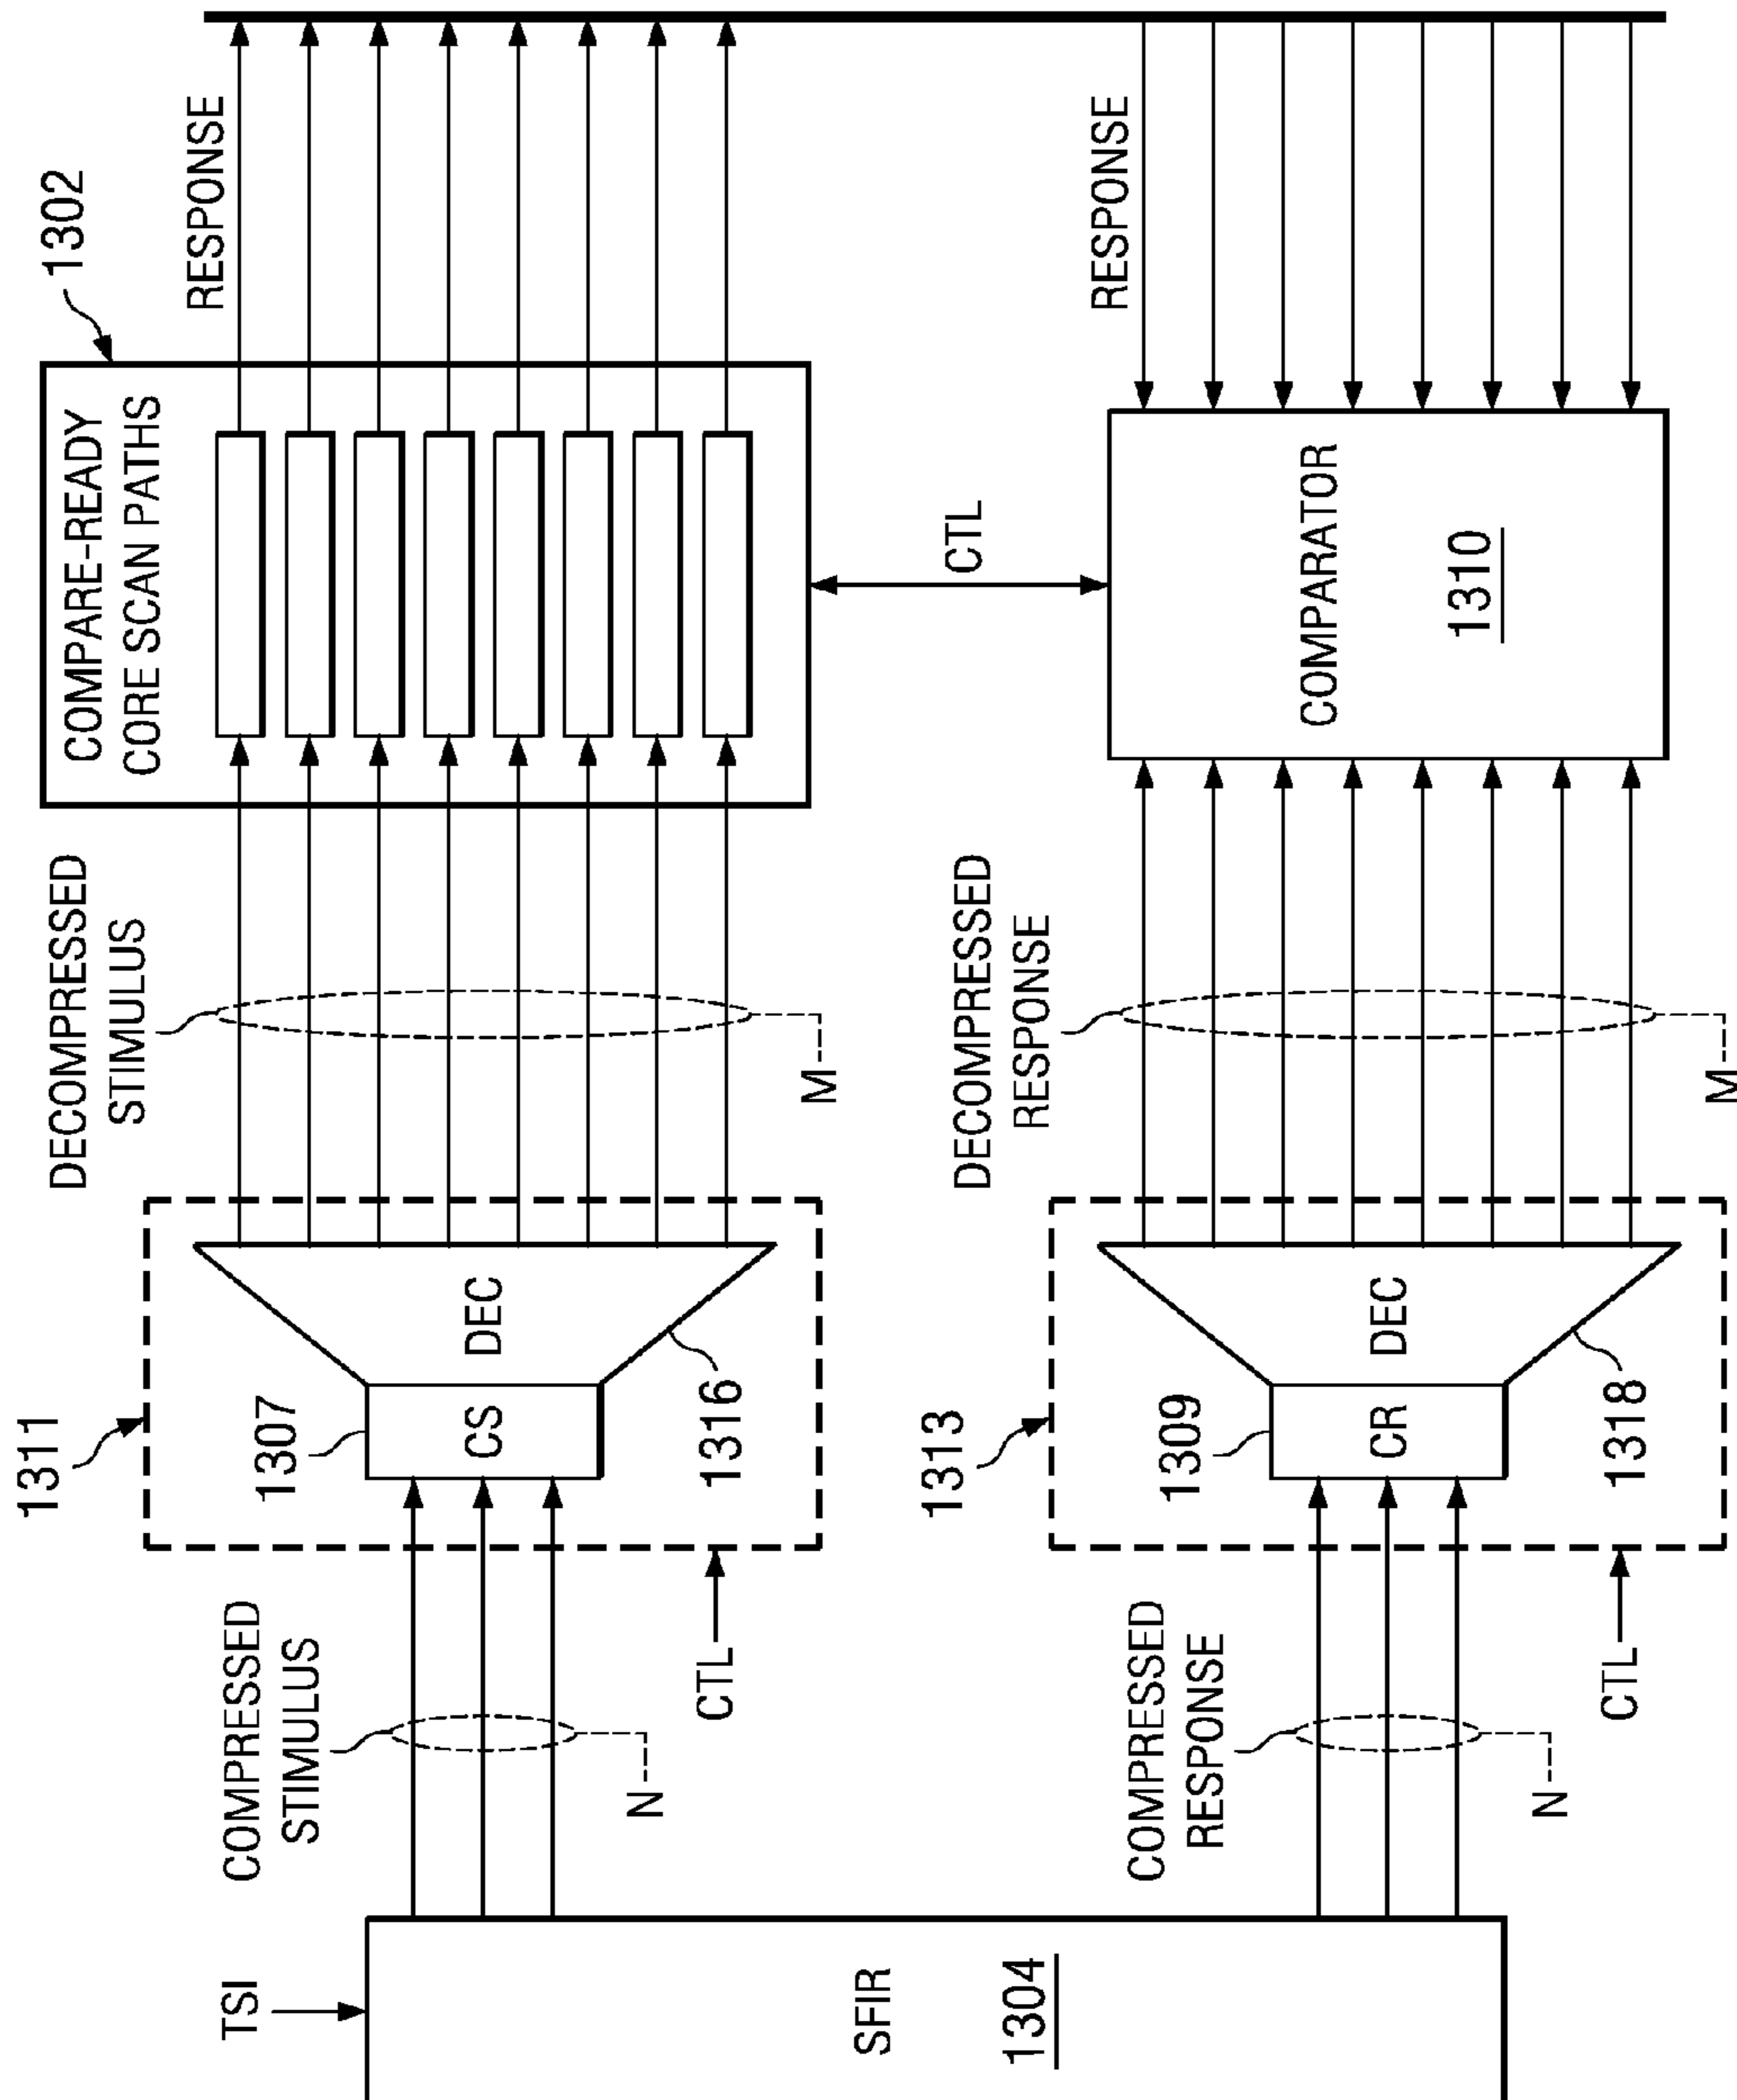 TSI
SFIR
1304
COMPRESSED
STIMULUS
N
CTL
1311
1307
CS
DEC
1316
DECOMPRESSED
STIMULUS
M
1302
COMPARE-READY
CORE SCAN PATHS
RESPONSE
CTL
COMPRESSED
RESPONSE
N
CTL
1313
1309
CR
DEC
1318
DECOMPRESSED
RESPONSE
M
COMPARATOR
1310
RESPONSE